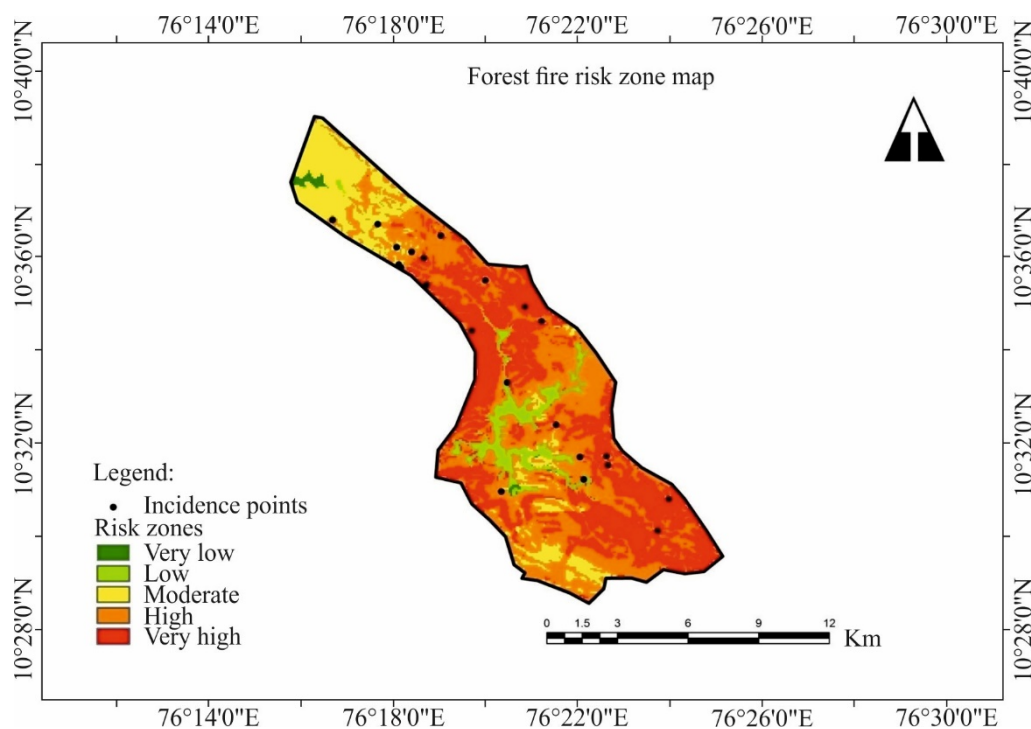 76°14'0"E 76°18'0"E 76°22'0"E 76°26'0"E 76°30'0"E
Forest fire risk zone map
10°40'0"N 10°40'0"N
10°36'0"N 10°36'0"N
10°32'0"N 10°32'0"N
10°28'0"N 10°28'0"N
Legend:
Incidence points
Risk zones
Very low
Low
Moderate
High
Very high
0 1.5 3 6 9 12
Km
76°14'0"E 76°18'0"E 76°22'0"E 76°26'0"E 76°30'0"E